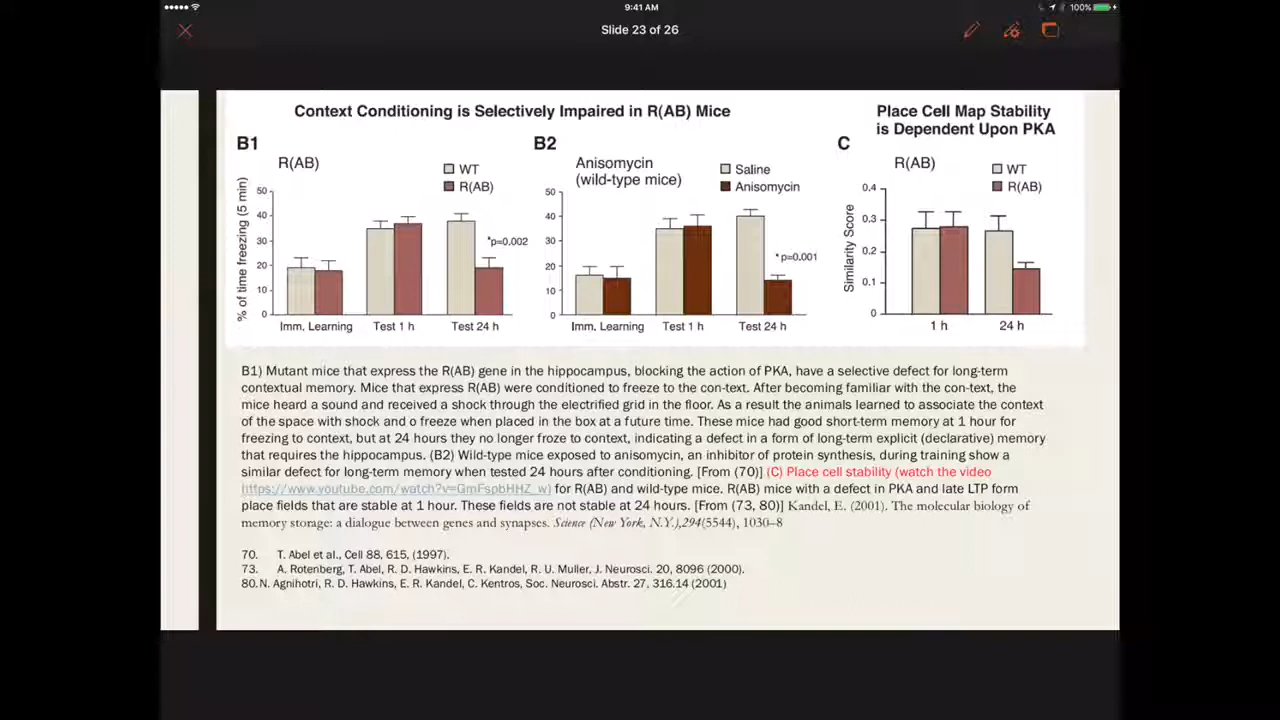 9:41 AM
100%
Slide 23 of 26
Context Conditioning is Selectively Impaired in R(AB) Mice
Place Cell Map Stability
is Dependent Upon PKA
B1
R(AB)
WT
R(AB)
% of time freezing (5 min)
50
40
30
20
10
0
*p=0.002
Imm. Learning
Test 1 h
Test 24 h
B2
Anisomycin
(wild-type mice)
Saline
Anisomycin
50
40
30
20
10
0
*p=0.001
Imm. Learning
Test 1 h
Test 24 h
C
R(AB)
WT
R(AB)
Similarity Score
0.4
0.3
0.2
0.1
0
1 h
24 h
B1) Mutant mice that express the R(AB) gene in the hippocampus, blocking the action of PKA, have a selective defect for long-term
contextual memory. Mice that express R(AB) were conditioned to freeze to the con-text. After becoming familiar with the con-text, the
mice heard a sound and received a shock through the electrified grid in the floor. As a result the animals learned to associate the context
of the space with shock and o freeze when placed in the box at a future time. These mice had good short-term memory at 1 hour for
freezing to context, but at 24 hours they no longer froze to context, indicating a defect in a form of long-term explicit (declarative) memory
that requires the hippocampus. (B2) Wild-type mice exposed to anisomycin, an inhibitor of protein synthesis, during training show a
similar defect for long-term memory when tested 24 hours after conditioning. [From (70)] (C) Place cell stability (watch the video
https://www.youtube.com/watch?v=GmFspbHHZ_w) for R(AB) and wild-type mice. R(AB) mice with a defect in PKA and late LTP form
place fields that are stable at 1 hour. These fields are not stable at 24 hours. [From (73, 80)] Kandel, E. (2001). The molecular biology of
memory storage: a dialogue between genes and synapses. Science (New York, N.Y.),294(5544), 1030–8
70. T. Abel et al., Cell 88, 615, (1997).
73. A. Rotenberg, T. Abel, R. D. Hawkins, E. R. Kandel, R. U. Muller, J. Neurosci. 20, 8096 (2000).
80.N. Agnihotri, R. D. Hawkins, E. R. Kandel, C. Kentros, Soc. Neurosci. Abstr. 27, 316.14 (2001)